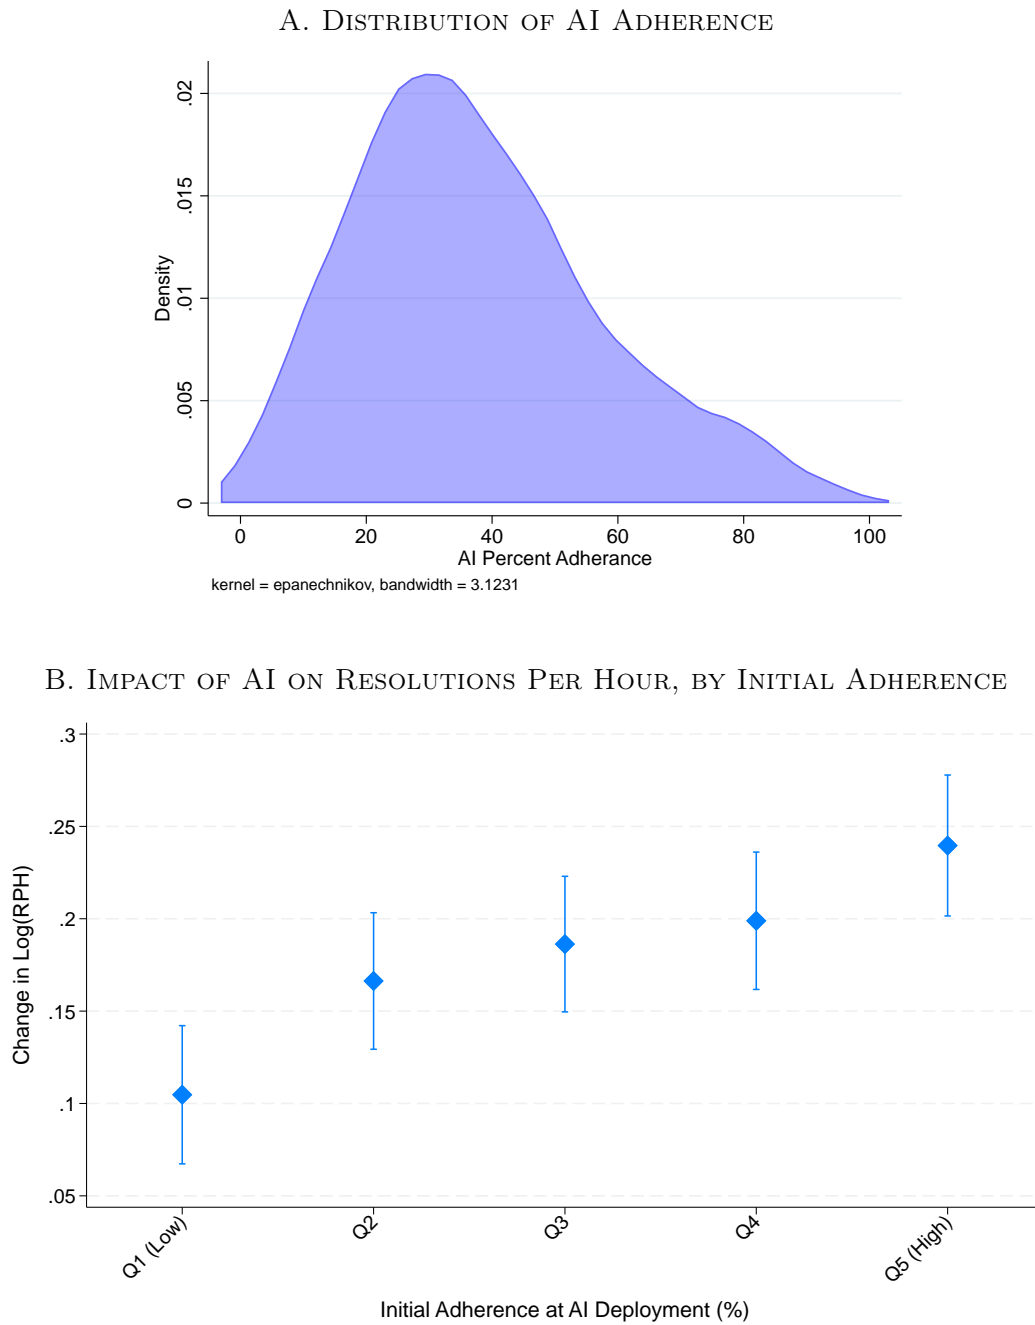 A. Distribution of AI Adherence
.02
.015
.01
.005
0
Density
0 20 40 60 80 100
AI Percent Adherance
kernel = epanechnikov, bandwidth = 3.1231
B. Impact of AI on Resolutions Per Hour, by Initial Adherence
.3
.25
.2
.15
.1
.05
Change in Log(RPH)
Q1 (Low) Q2 Q3 Q4 Q5 (High)
Initial Adherence at AI Deployment (%)